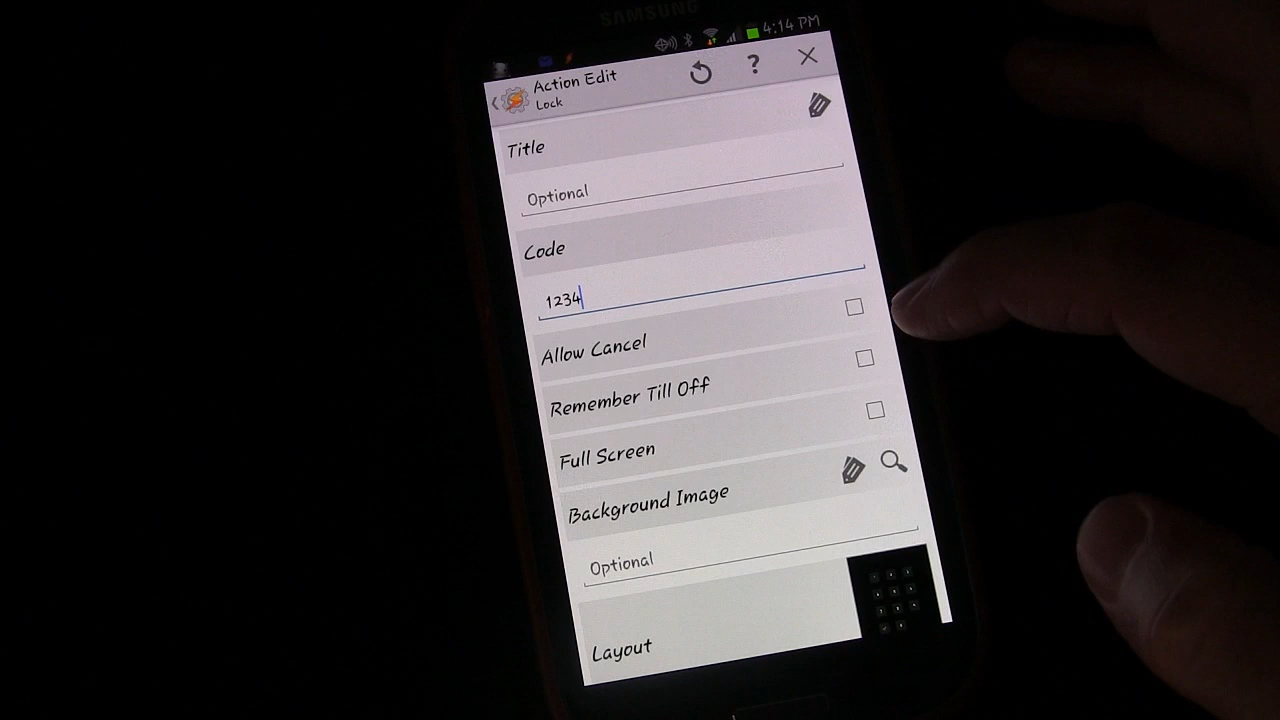 SAMSUNG
4:14 PM
Action Edit
Lock
?
Title
Optional
Code
1234
Allow Cancel
Remember Till Off
Full Screen
Background Image
Optional
Layout